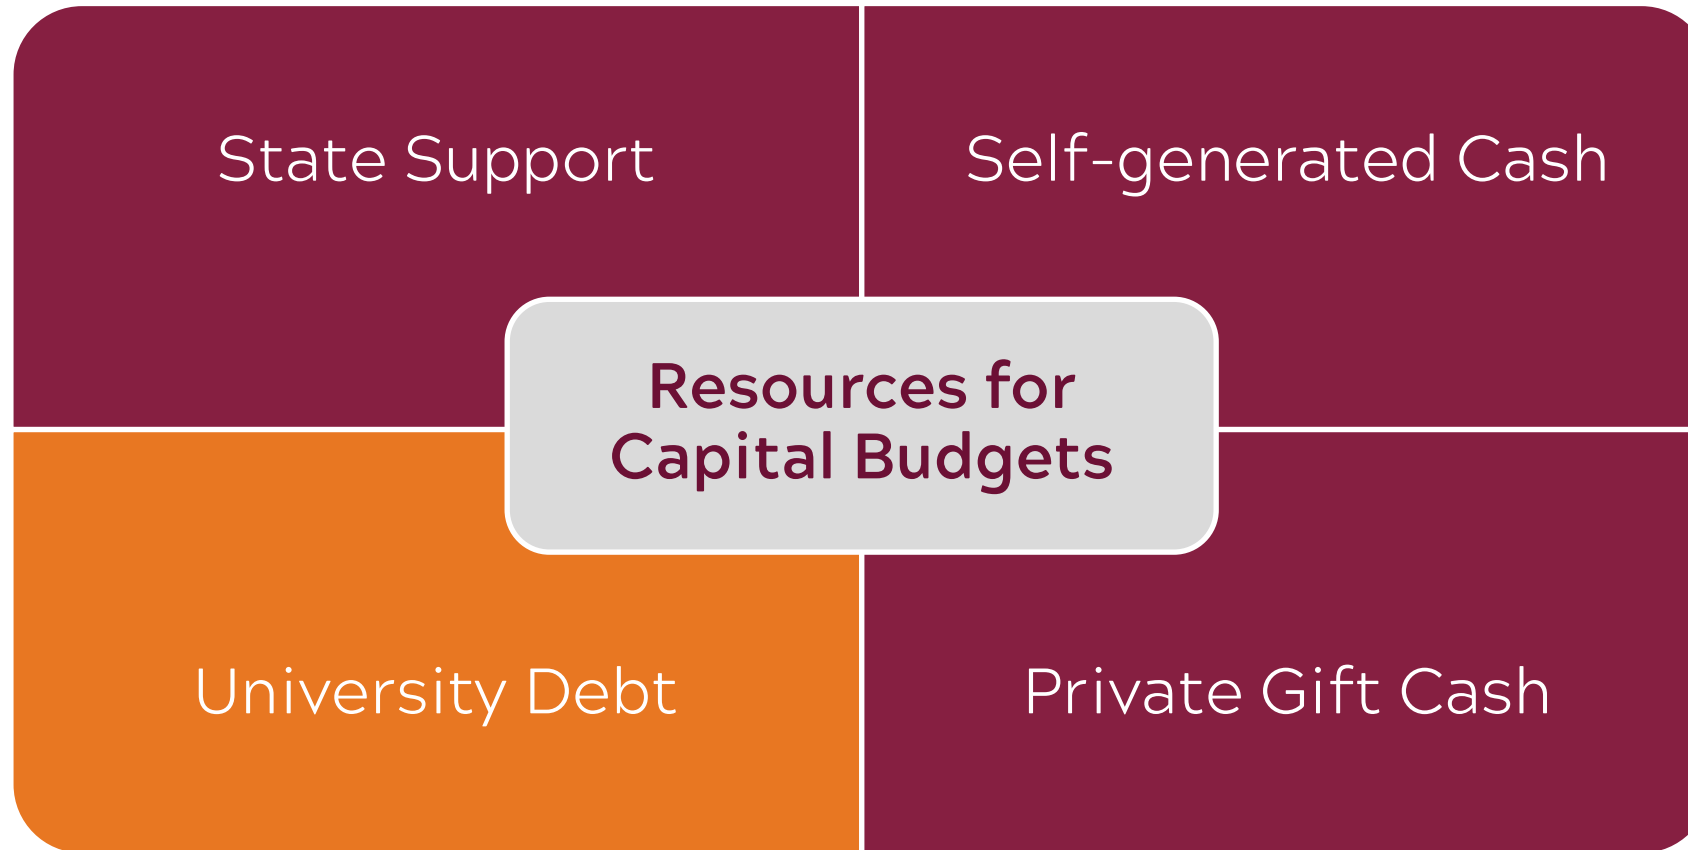 State Support
Self-generated Cash
Resources for
Capital Budgets
University Debt
Private Gift Cash